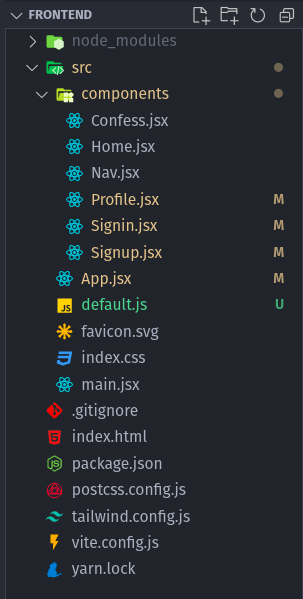 FRONTEND
node_modules
src
components
Confess.jsx
Home.jsx
Nav.jsx
Profile.jsx M
Signin.jsx M
Signup.jsx M
App.jsx M
JS default.js U
favicon.svg
index.css
main.jsx
.gitignore
index.html
package.json
postcss.config.js
tailwind.config.js
vite.config.js
yarn.lock